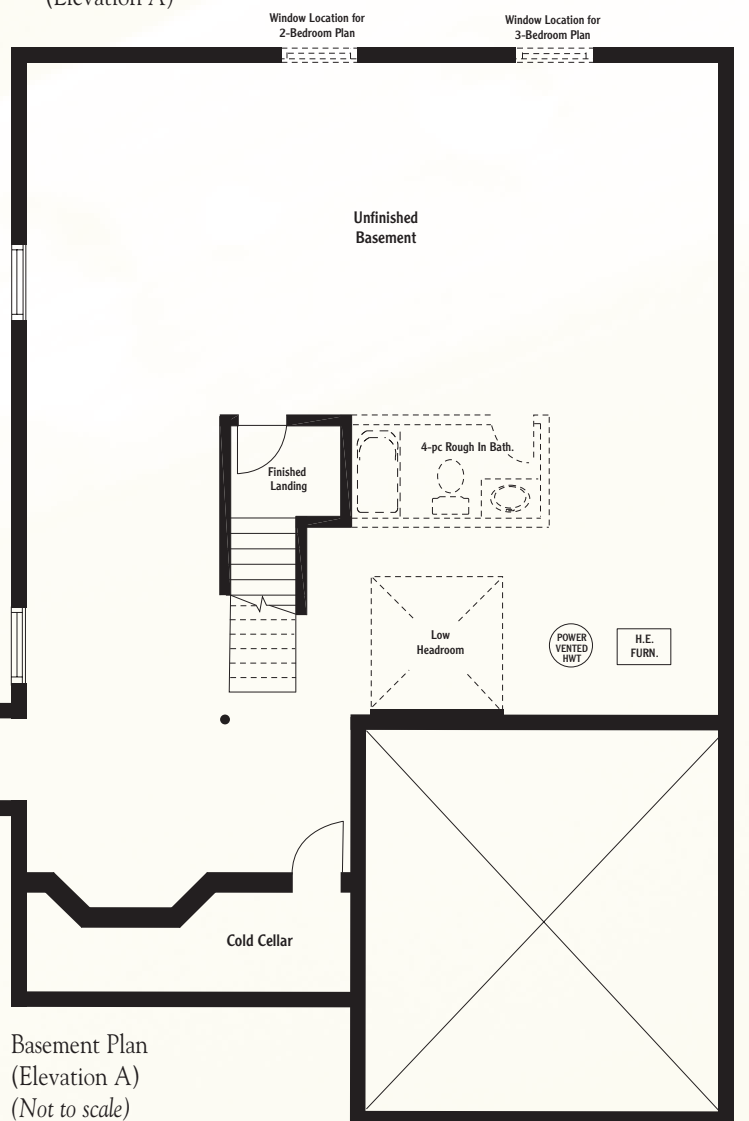 (Elevation A)
Window Location for
2-Bedroom Plan
Window Location for
3-Bedroom Plan
Unfinished
Basement
4-pc Rough In Bath.
Finished
Landing
Low
Headroom
POWER
VENTED
HWT
H.E.
FURN.
Cold Cellar
Basement Plan
(Elevation A)
(Not to scale)